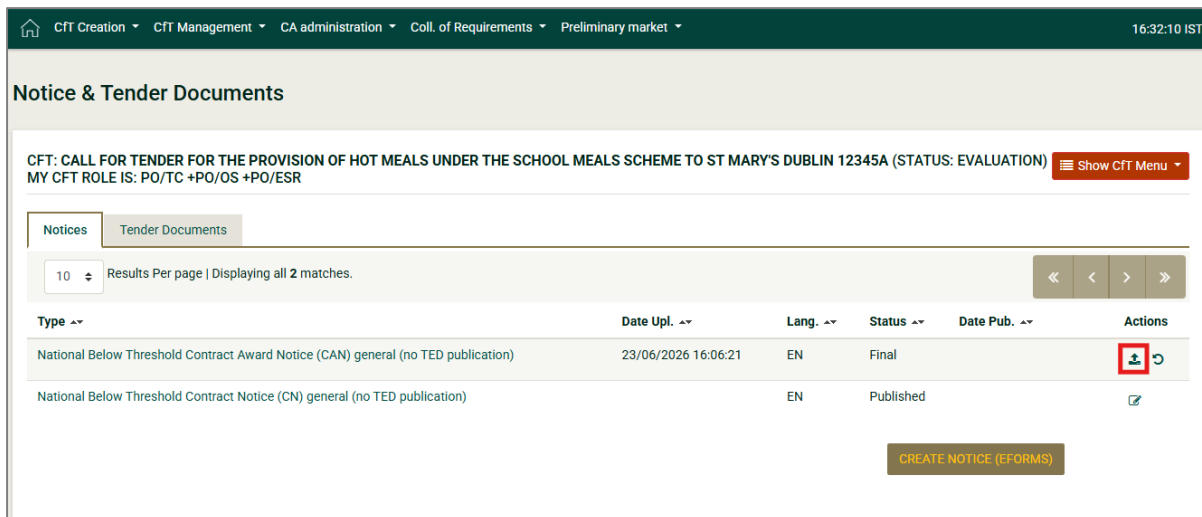 CfT Creation CfT Management CA administration Coll. of Requirements Preliminary market 16:32:10 IST
Notice & Tender Documents
CFT: CALL FOR TENDER FOR THE PROVISION OF HOT MEALS UNDER THE SCHOOL MEALS SCHEME TO ST MARY'S DUBLIN 12345A (STATUS: EVALUATION)
MY CFT ROLE IS: PO/TC +PO/OS +PO/ESR
Show CfT Menu
Notices Tender Documents
10 Results Per page | Displaying all 2 matches.
Type Date Upl. Lang. Status Date Pub. Actions
National Below Threshold Contract Award Notice (CAN) general (no TED publication) 23/06/2026 16:06:21 EN Final
National Below Threshold Contract Notice (CN) general (no TED publication) EN Published
CREATE NOTICE (EFORMS)